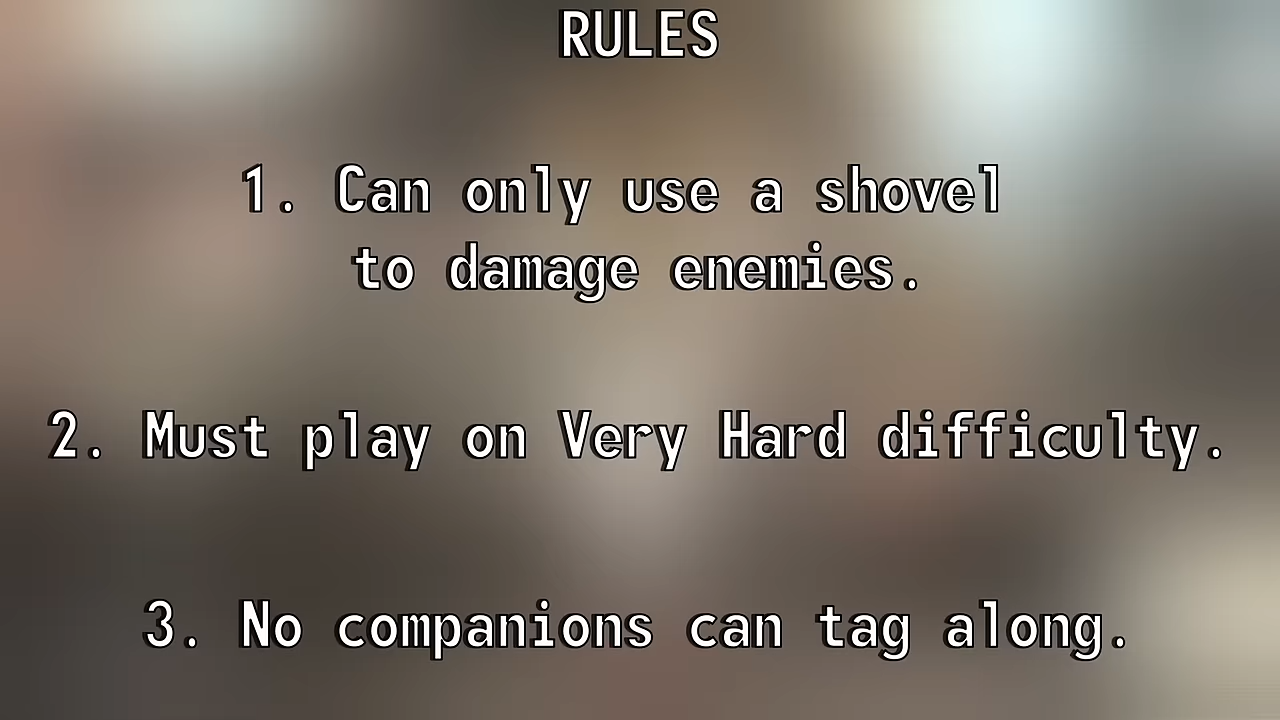 RULES
1. Can only use a shovel
to damage enemies.
2. Must play on Very Hard difficulty.
3. No companions can tag along.